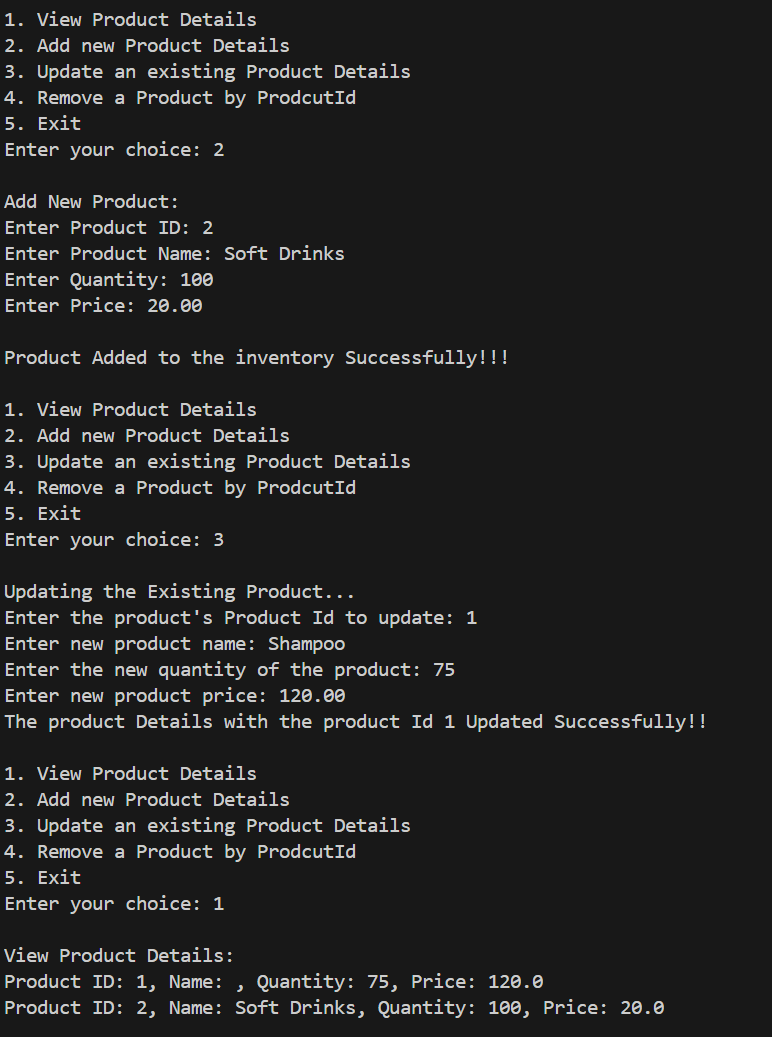 1. View Product Details
2. Add new Product Details
3. Update an existing Product Details
4. Remove a Product by ProdcutId
5. Exit
Enter your choice: 2
Add New Product:
Enter Product ID: 2
Enter Product Name: Soft Drinks
Enter Quantity: 100
Enter Price: 20.00
Product Added to the inventory Successfully!!!
1. View Product Details
2. Add new Product Details
3. Update an existing Product Details
4. Remove a Product by ProdcutId
5. Exit
Enter your choice: 3
Updating the Existing Product...
Enter the product's Product Id to update: 1
Enter new product name: Shampoo
Enter the new quantity of the product: 75
Enter new product price: 120.00
The product Details with the product Id 1 Updated Successfully!!
1. View Product Details
2. Add new Product Details
3. Update an existing Product Details
4. Remove a Product by ProdcutId
5. Exit
Enter your choice: 1
View Product Details:
Product ID: 1, Name: , Quantity: 75, Price: 120.0
Product ID: 2, Name: Soft Drinks, Quantity: 100, Price: 20.0